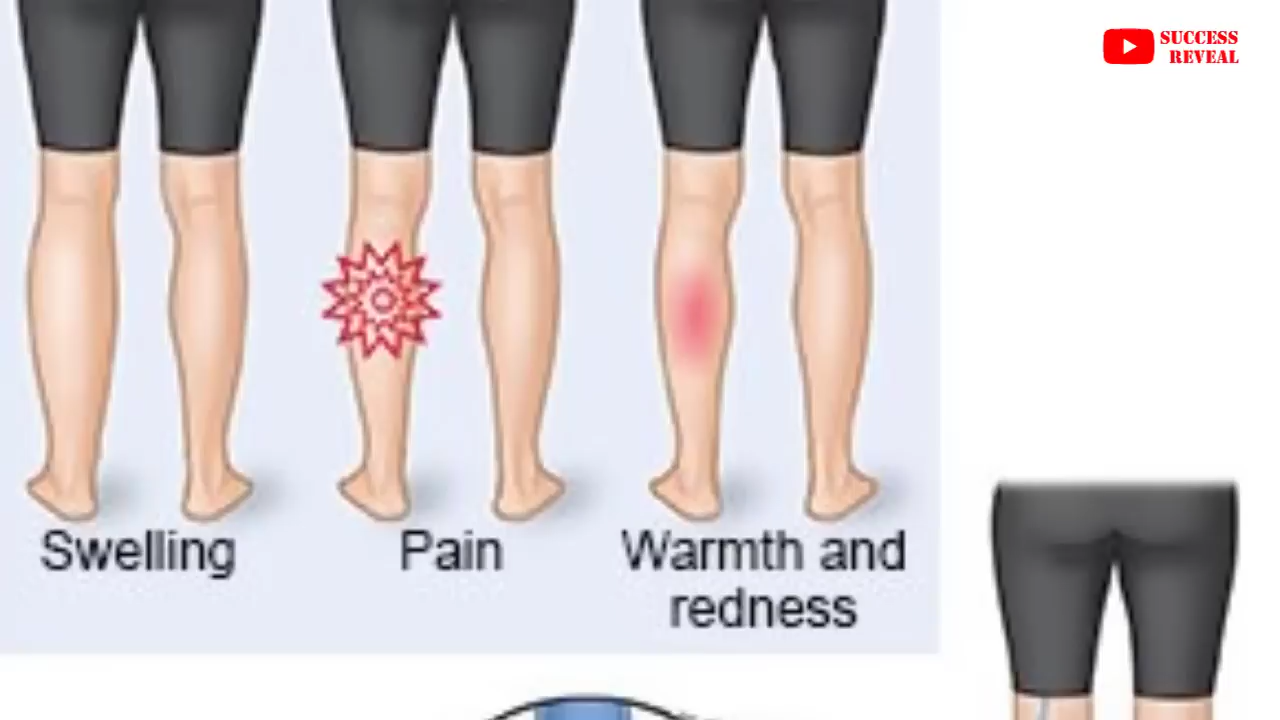 SUCCESS
REVEAL
Swelling
Pain
Warmth and
redness